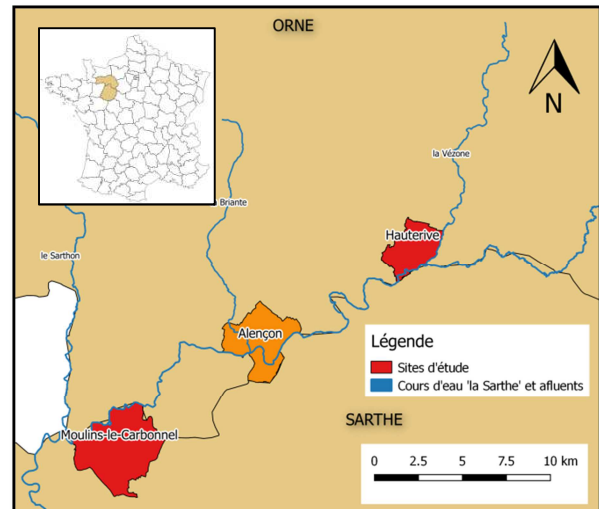 ORNE
N
la Vézone
Briante
Hauterive
le Sarthon
Alençon
Légende
Sites d'étude
Cours d'eau 'la Sarthe' et afluents
SARTHE
Moulins-le-Carbonnel
0 2.5 5 7.5 10 km